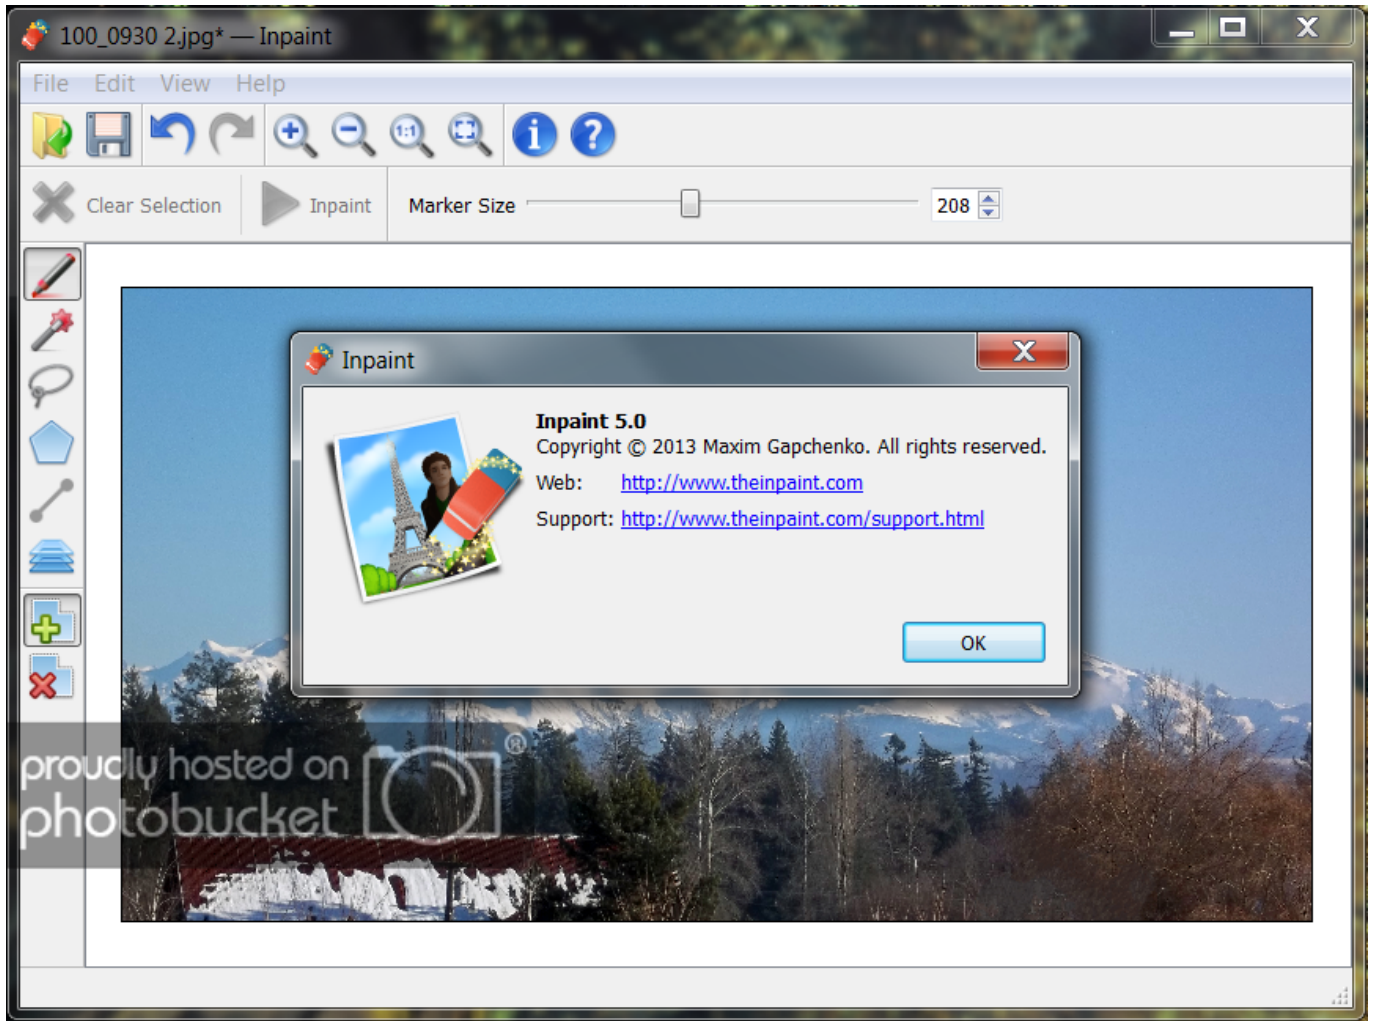 100_0930 2.jpg* — Inpaint
File Edit View Help
1:1
Clear Selection Inpaint Marker Size 208
Inpaint
Inpaint 5.0
Copyright © 2013 Maxim Gapchenko. All rights reserved.
Web: http://www.theinpaint.com
Support: http://www.theinpaint.com/support.html
OK
proudly hosted on
photobucket ®